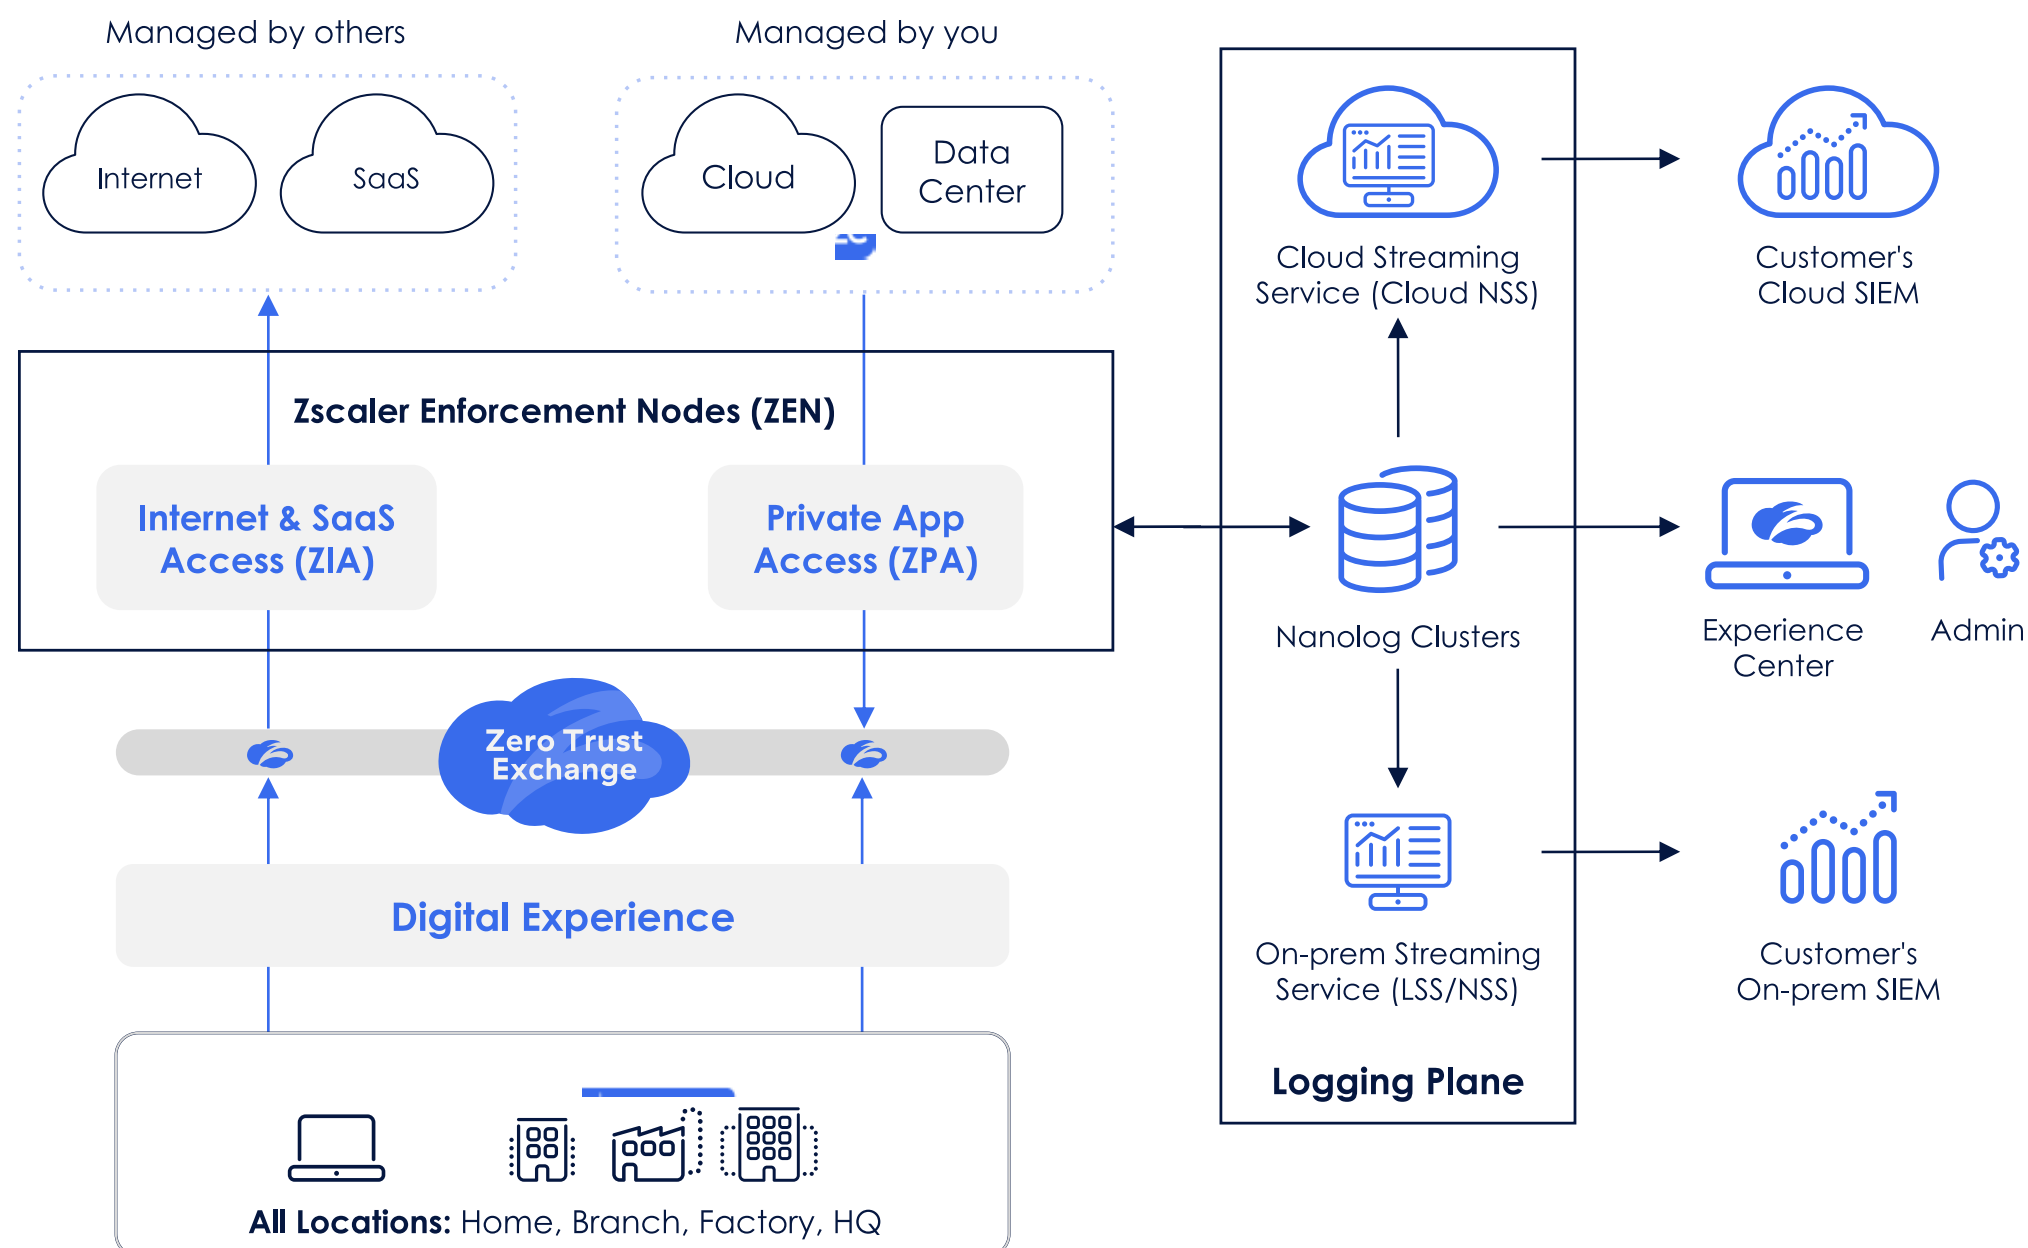 Managed by others
Managed by you
Internet
SaaS
Cloud
Data
Center
Zscaler Enforcement Nodes (ZEN)
Internet & SaaS
Access (ZIA)
Private App
Access (ZPA)
Zero Trust
Exchange
Digital Experience
All Locations: Home, Branch, Factory, HQ
Cloud Streaming
Service (Cloud NSS)
Nanolog Clusters
On-prem Streaming
Service (LSS/NSS)
Logging Plane
Customer's
Cloud SIEM
Experience
Center
Admin
Customer's
On-prem SIEM